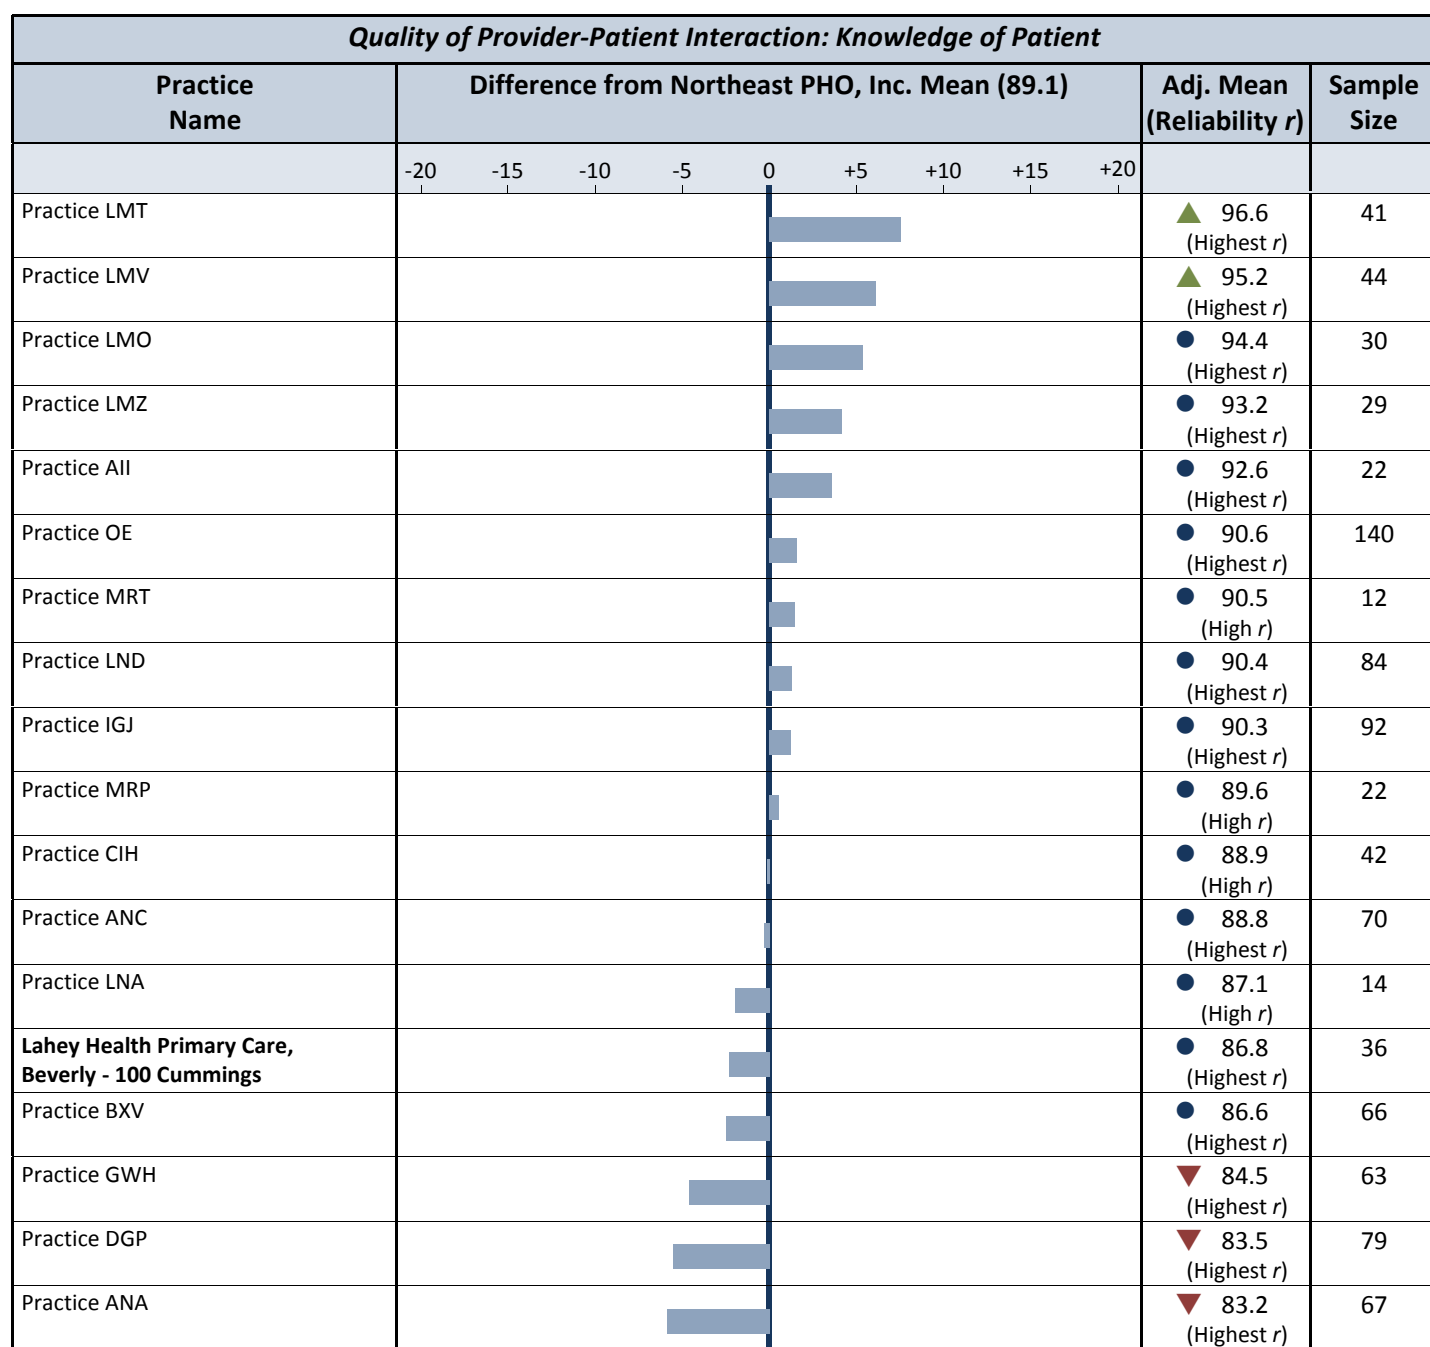 Quality of Provider-Patient Interaction: Knowledge of Patient
Practice Name
Difference from Northeast PHO, Inc. Mean (89.1)
Adj. Mean (Reliability r)
Sample Size
-20 -15 -10 -5 0 +5 +10 +15 +20
Practice LMT 96.6 41
(Highest r)
Practice LMV 95.2 44
(Highest r)
Practice LMO 94.4 30
(Highest r)
Practice LMZ 93.2 29
(Highest r)
Practice AII 92.6 22
(Highest r)
Practice OE 90.6 140
(Highest r)
Practice MRT 90.5 12
(High r)
Practice LND 90.4 84
(Highest r)
Practice IGJ 90.3 92
(Highest r)
Practice MRP 89.6 22
(High r)
Practice CIH 88.9 42
(High r)
Practice ANC 88.8 70
(Highest r)
Practice LNA 87.1 14
(High r)
Lahey Health Primary Care, 86.8 36
Beverly - 100 Cummings (Highest r)
Practice BXV 86.6 66
(Highest r)
Practice GWH 84.5 63
(Highest r)
Practice DGP 83.5 79
(Highest r)
Practice ANA 83.2 67
(Highest r)